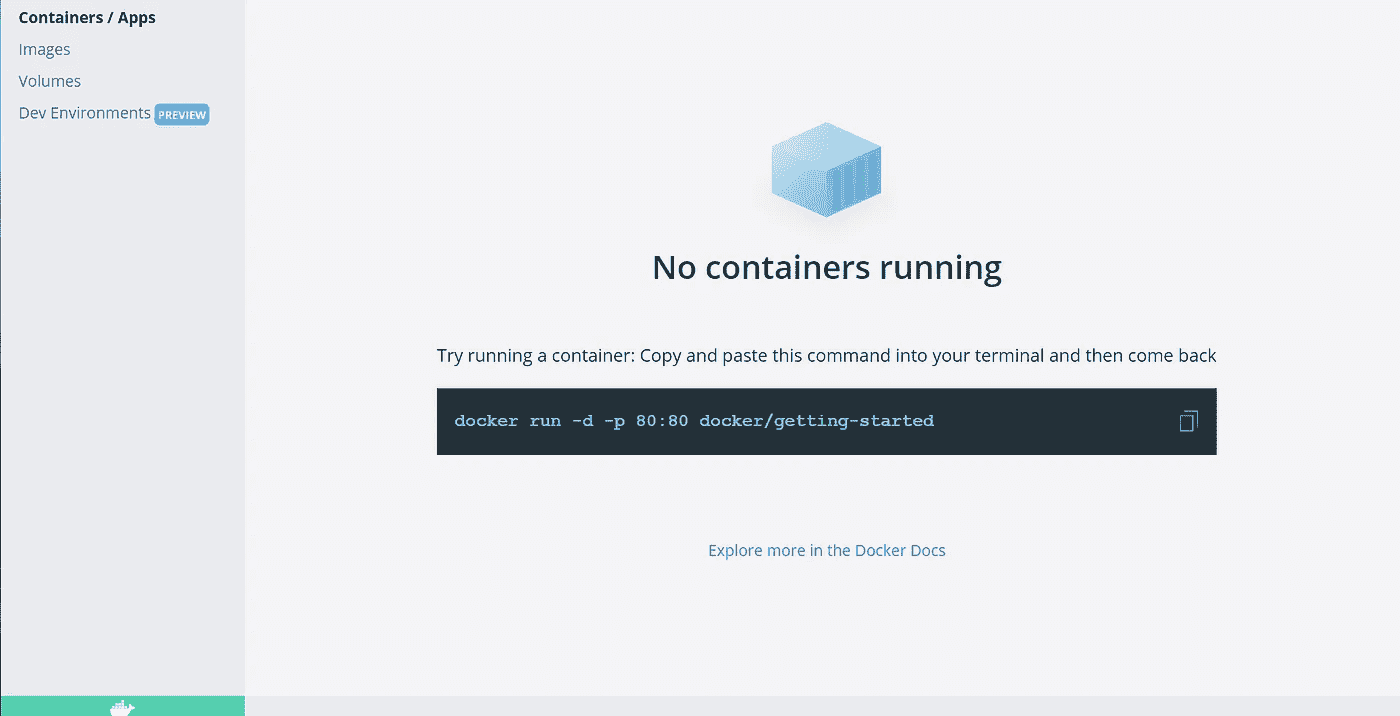 Containers / Apps
Images
Volumes
Dev Environments PREVIEW
No containers running
Try running a container: Copy and paste this command into your terminal and then come back
docker run -d -p 80:80 docker/getting-started
Explore more in the Docker Docs